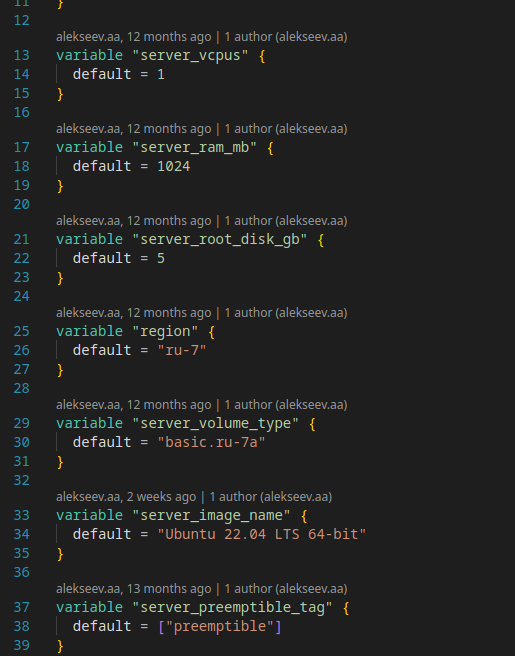 11 }
12
alekseev.aa, 12 months ago | 1 author (alekseev.aa)
13 variable "server_vcpus" {
14 default = 1
15 }
16
alekseev.aa, 12 months ago | 1 author (alekseev.aa)
17 variable "server_ram_mb" {
18 default = 1024
19 }
20
alekseev.aa, 12 months ago | 1 author (alekseev.aa)
21 variable "server_root_disk_gb" {
22 default = 5
23 }
24
alekseev.aa, 12 months ago | 1 author (alekseev.aa)
25 variable "region" {
26 default = "ru-7"
27 }
28
alekseev.aa, 12 months ago | 1 author (alekseev.aa)
29 variable "server_volume_type" {
30 default = "basic.ru-7a"
31 }
32
alekseev.aa, 2 weeks ago | 1 author (alekseev.aa)
33 variable "server_image_name" {
34 default = "Ubuntu 22.04 LTS 64-bit"
35 }
36
alekseev.aa, 13 months ago | 1 author (alekseev.aa)
37 variable "server_preemptible_tag" {
38 default = ["preemptible"]
39 }